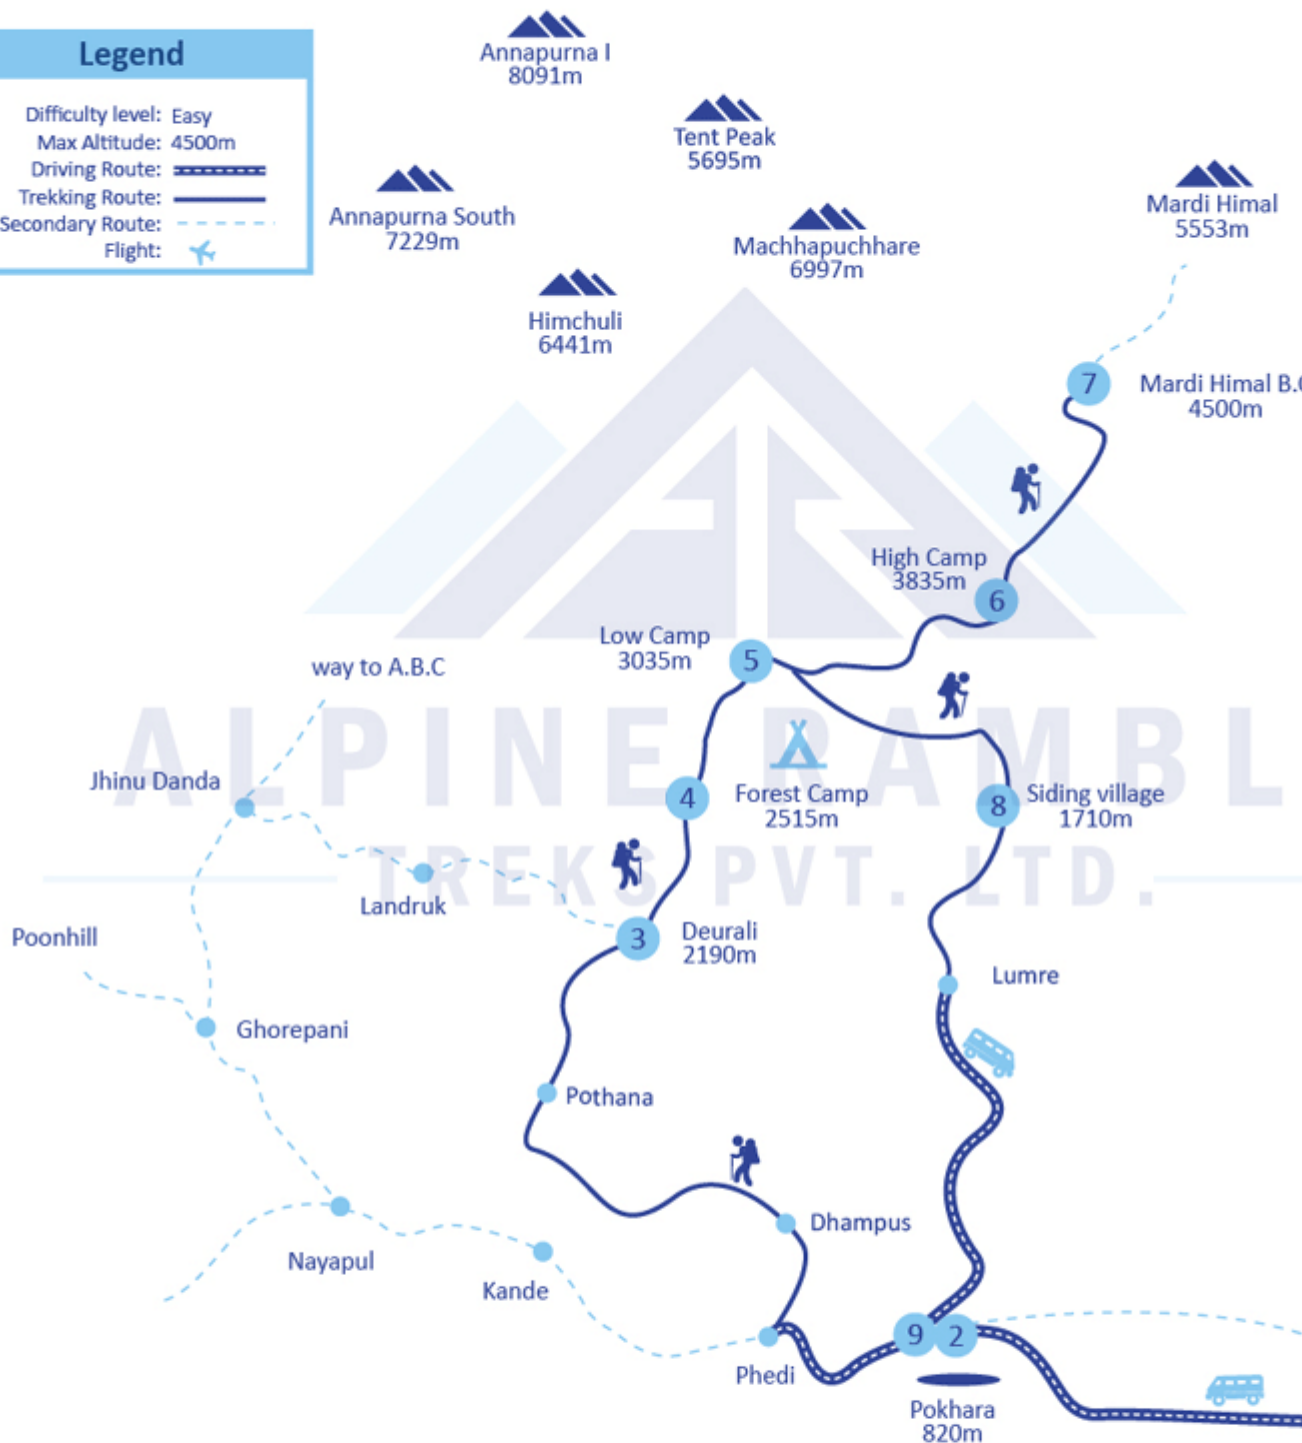 Legend
Difficulty level: Easy
Max Altitude: 4500m
Driving Route:
Trekking Route:
Secondary Route:
Flight:
Annapurna I
8091m
Tent Peak
5695m
Annapurna South
7229m
Machhapuchhare
6997m
Mardi Himal
5553m
Himchuli
6441m
7
Mardi Himal B.C
4500m
High Camp
3835m
6
Low Camp
3035m
5
way to A.B.C
ALPINE RAMBL
TREKS PVT. LTD.
Jhinu Danda
4
Forest Camp
2515m
8
Siding village
1710m
Landruk
Poonhill
3
Deurali
2190m
Lumre
Ghorepani
Pothana
Dhampus
Nayapul
Kande
Phedi
9
2
Pokhara
820m